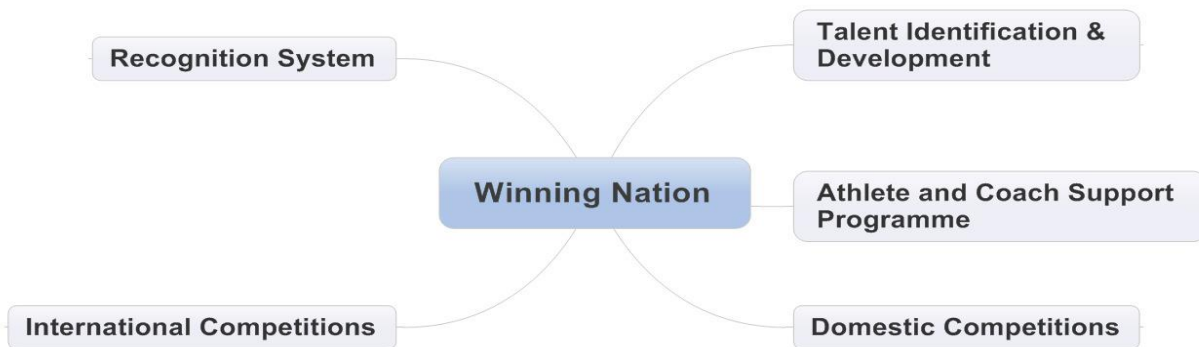 Recognition System
Talent Identification &
Development
Winning Nation
Athlete and Coach Support
Programme
International Competitions
Domestic Competitions